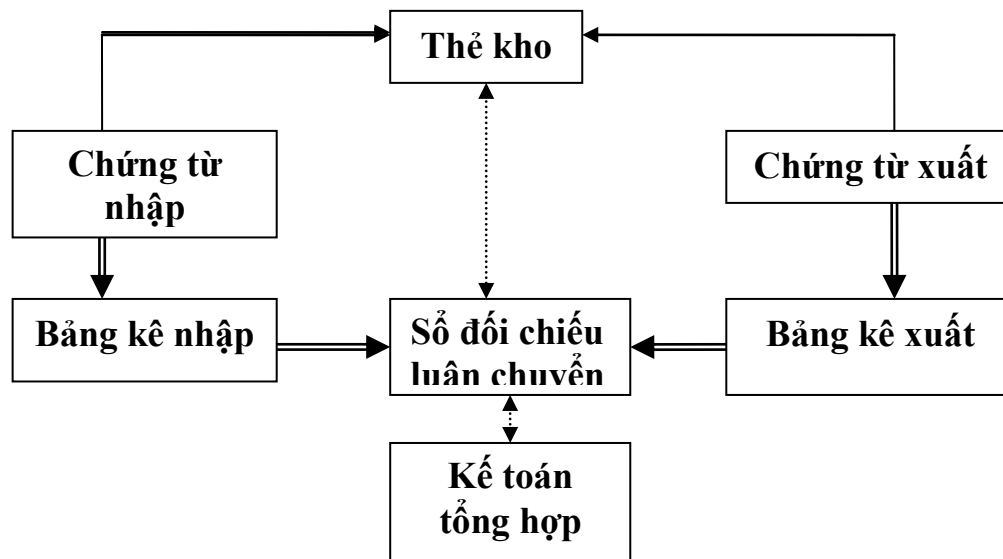 Thẻ kho
Chứng từ
nhập
Chứng từ xuất
Bảng kê nhập
Sổ đối chiếu
luân chuyển
Bảng kê xuất
Kế toán
tổng hợp